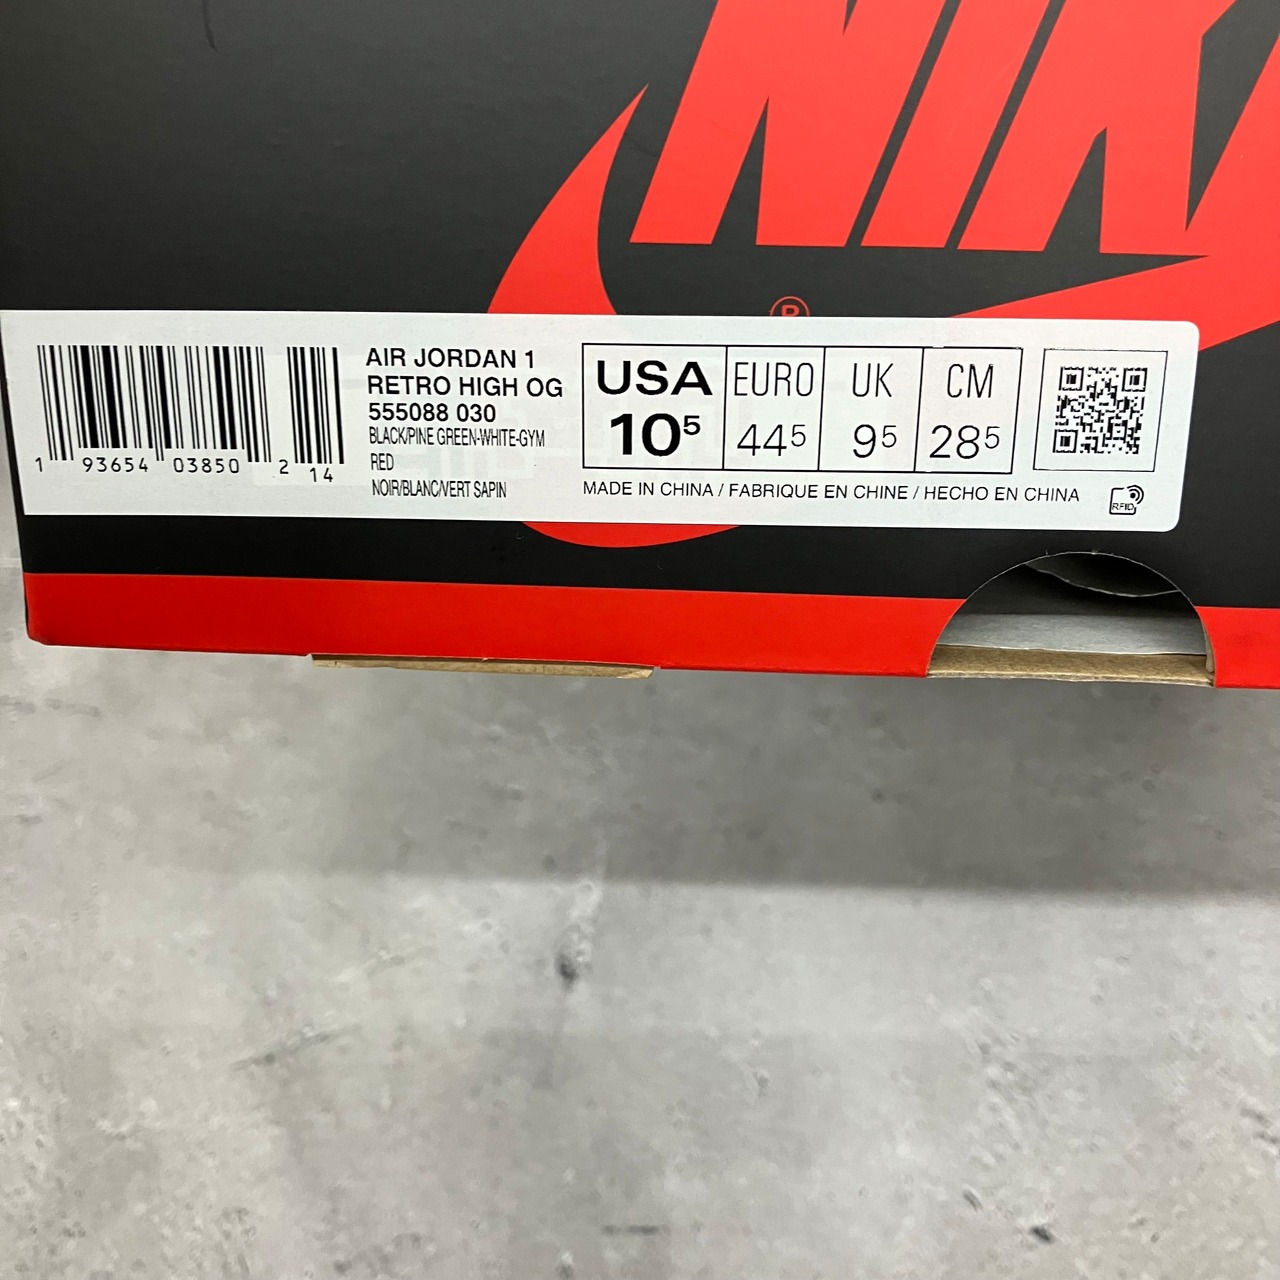 NIK
®
AIR JORDAN 1
RETRO HIGH OG
555088 030
BLACK/PINE GREEN-WHITE-GYM
RED
NOIR/BLANC/VERT SAPIN
1 93654 03850 2 14
USA EURO UK CM
10⁵ 44⁵ 9⁵ 28⁵
MADE IN CHINA / FABRIQUE EN CHINE / HECHO EN CHINA
RFID